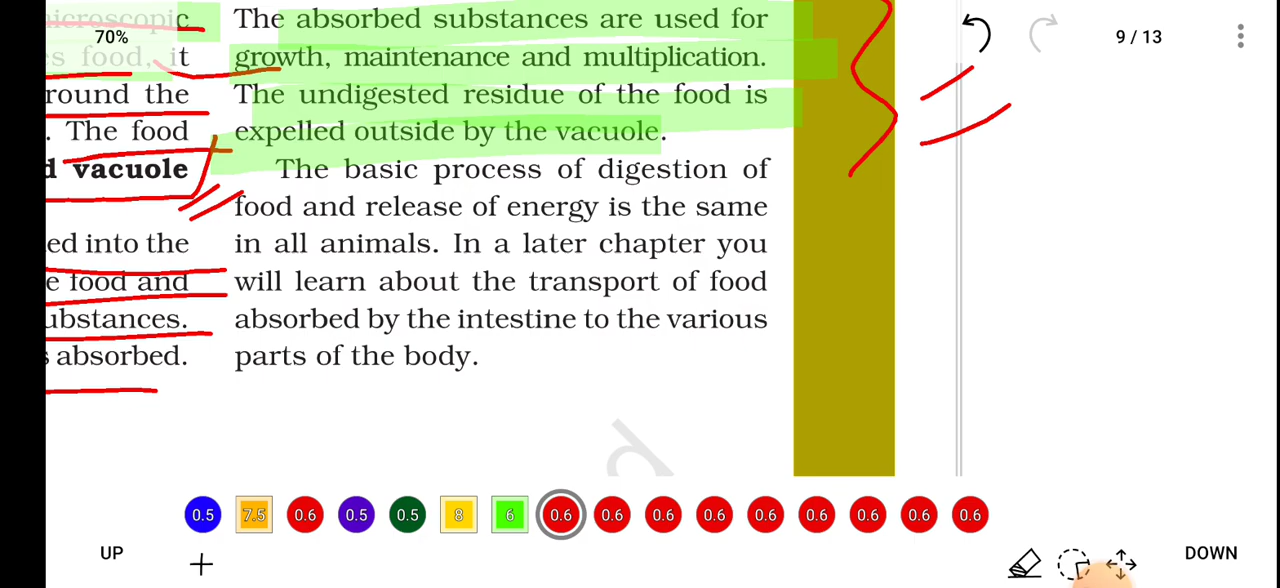 microscopic
70%
s food, it
round the
. The food
d vacuole
ed into the
e food and
ubstances.
s absorbed.
The absorbed substances are used for
growth, maintenance and multiplication.
The undigested residue of the food is
expelled outside by the vacuole.
The basic process of digestion of
food and release of energy is the same
in all animals. In a later chapter you
will learn about the transport of food
absorbed by the intestine to the various
parts of the body.
9 / 13
d
0.5 7.5 0.6 0.5 0.5 8 6 0.6 0.6 0.6 0.6 0.6 0.6 0.6 0.6 0.6
UP
+
DOWN